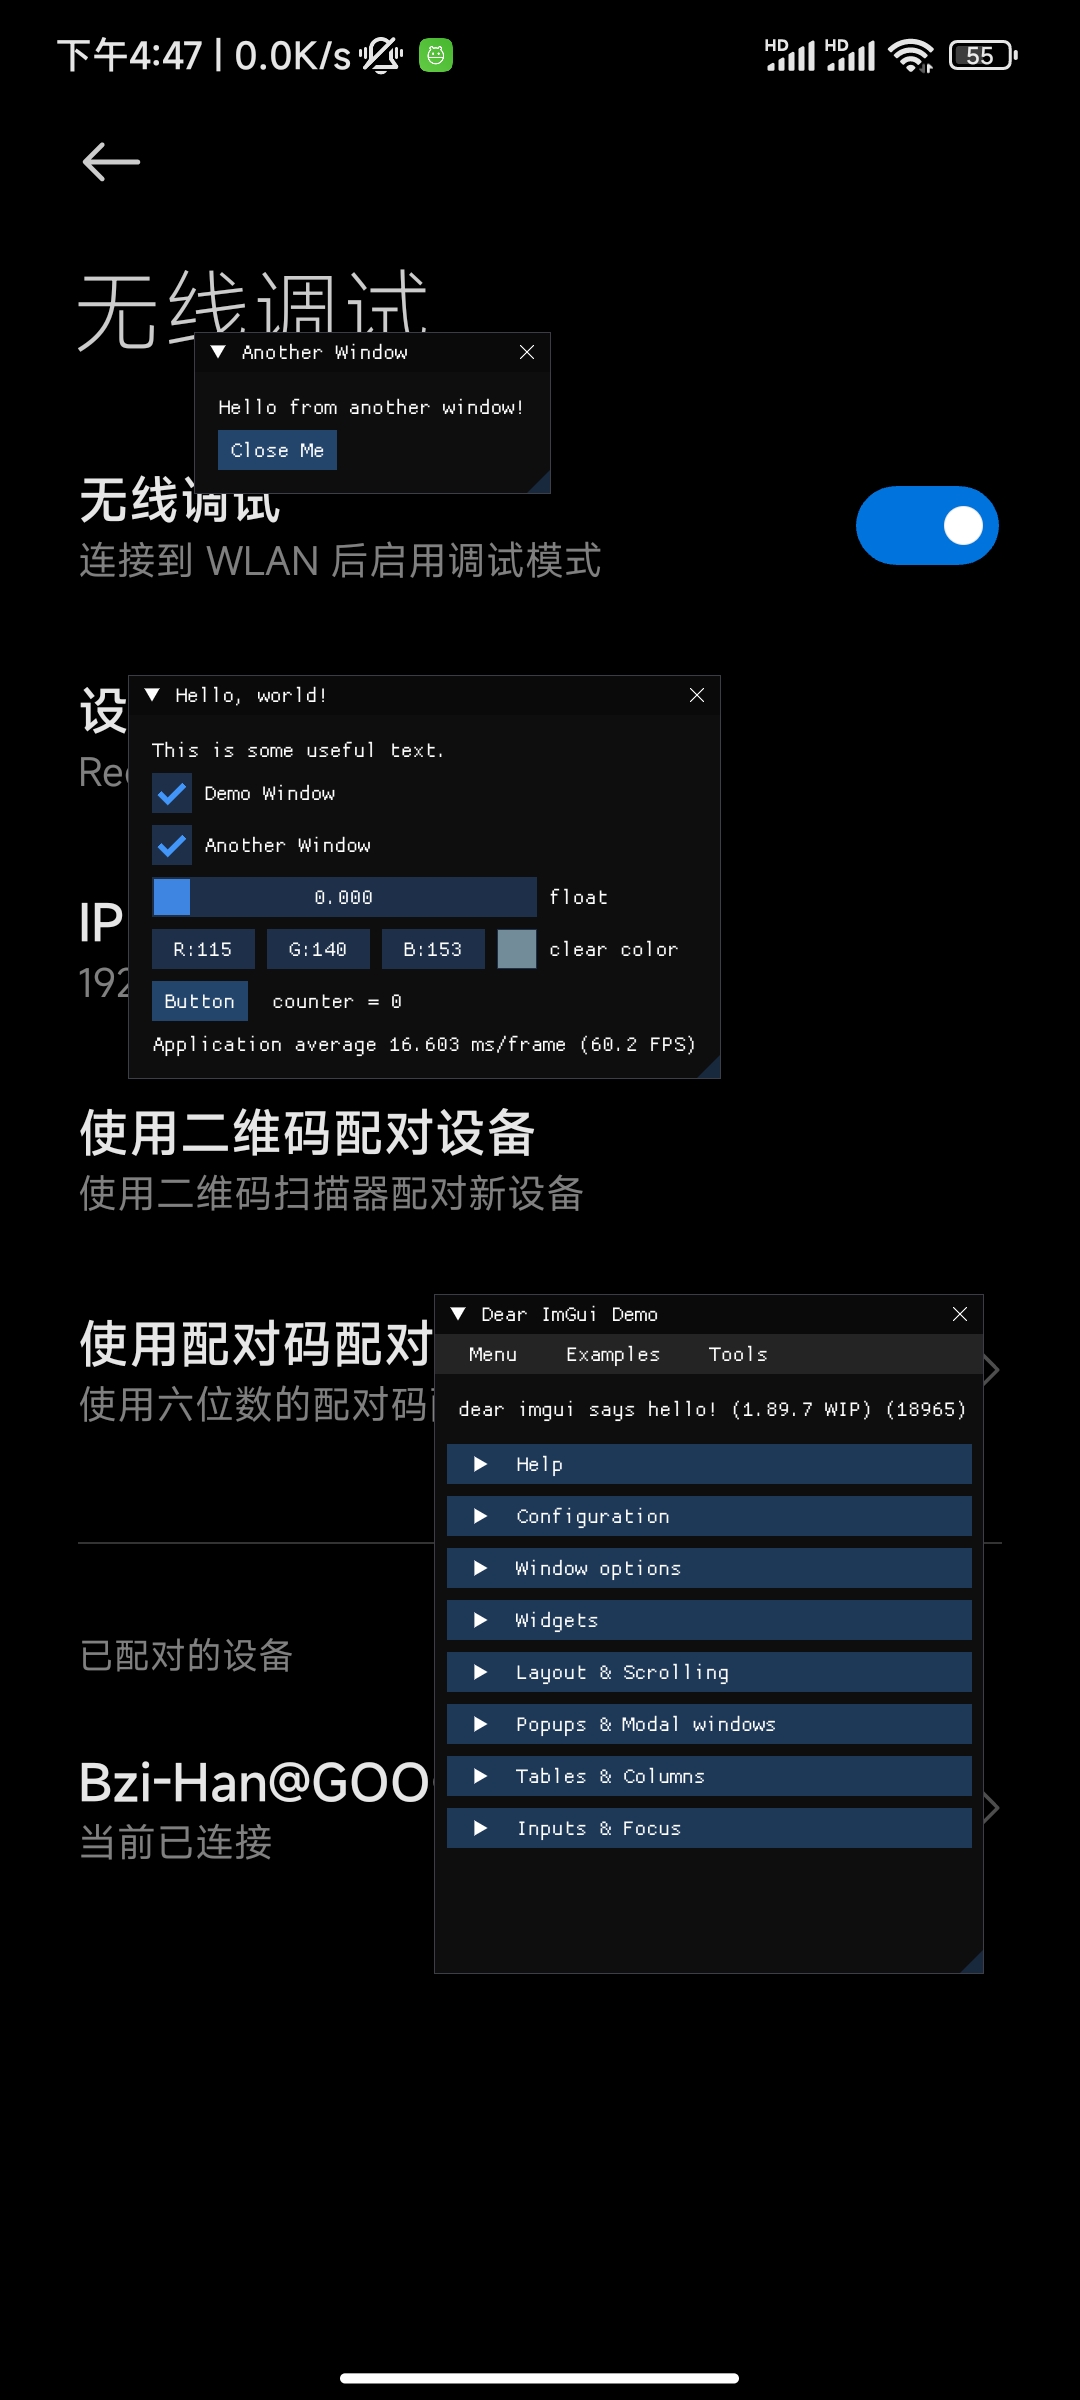 下午4:47 | 0.0K/s
HD HD 55
无线调试
Another Window
Hello from another window!
Close Me
无线调试
连接到 WLAN 后启用调试模式
设
Hello, world!
This is some useful text.
Demo Window
Another Window
0.000 float
R:115 G:140 B:153 clear color
Button counter = 0
Application average 16.603 ms/frame (60.2 FPS)
IP
192
使用二维码配对设备
使用二维码扫描器配对新设备
使用配对码配对
使用六位数的配对码
Dear ImGui Demo
Menu Examples Tools
dear imgui says hello! (1.89.7 WIP) (18965)
Help
Configuration
Window options
Widgets
Layout & Scrolling
Popups & Modal windows
Tables & Columns
Inputs & Focus
已配对的设备
Bzi-Han@GOO
当前已连接